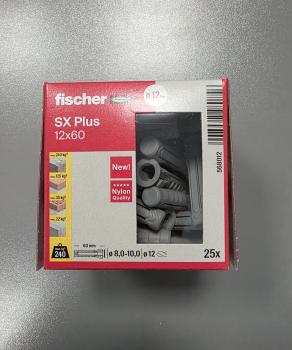 fischer
ø 12
SX Plus
12x60
New!
Nylon
Quality
568012
60 mm
ø 8,0-10,0
ø 12
240
25x